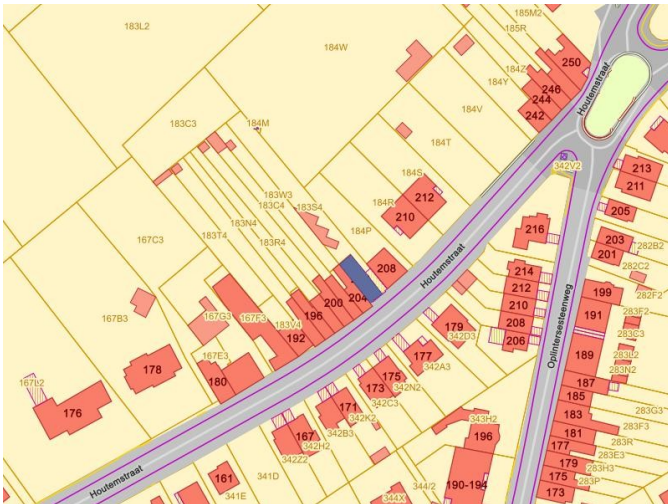 183L2
184W
185M2
185R
184Z
184Y
250
246
244
242
Houtemstraat
184V
184M
183C3
184T
342V2
213
211
184S
212
184R
210
205
183W3
183C4
183S4
183N4
183R4
183T4
184P
167C3
216
203
201
282B2
282C2
208
Houtemstraat
214
212
210
208
206
282F2
204
200
196
192
183V4
167F3
167G3
167B3
167E3
199
191
283F2
283C3
179
342D3
Oplintersesteenweg
189
283L2
283N2
177
342A3
175
173
342N2
342C3
178
180
167L2
176
187
185
183
283G3
171
342K2
342B3
343H2
196
181
283F3
283R
167
342H2
342Z2
177
283E3
179
283H3
175
283P
173
341D
161
341E
344/2
344X
190-194
Houtemstraat